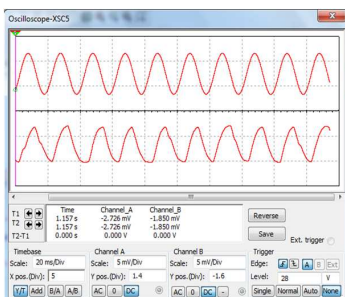 Oscilloscope-XSC5
Time Channel_A Channel_B
T1 1.157 s -2.726 mV -1.850 mV
T2 1.157 s -2.726 mV -1.850 mV
T2-T1 0.000 s 0.000 V 0.000 V
Reverse
Save
Ext. trigger
Timebase Channel A Channel B Trigger
Scale: 20 ms/Div Scale: 5 mV/Div Scale: 5 mV/Div Edge: A B Ext
X pos.(Div): 5 Y pos.(Div): 1.4 Y pos.(Div): -1.6 Level: 28 V
Y/T Add B/A A/B AC 0 DC AC 0 DC - Single Normal Auto None